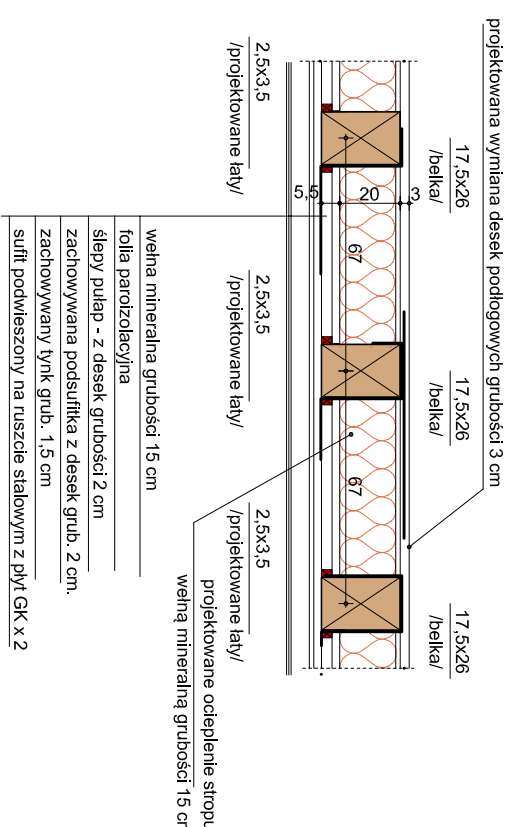 projektowana wymiana desek podłogowych grubości 3 cm
17,5x26
/belka/
17,5x26
/belka/
17,5x26
/belka/
3
20
5,5
67
67
2,5x3,5
/projektowane łaty/
2,5x3,5
/projektowane łaty/
2,5x3,5
/projektowane łaty/
projektowane ocieplenie stropu
wełną mineralną grubości 15 cm
wełna mineralna grubości 15 cm
folia paroizolacyjna
ślepy pułap - z desek grubości 2 cm
zachowywana podsufitka z desek grub. 2 cm.
zachowywany tynk grub. 1,5 cm
sufit podwieszony na ruszcie stalowym z płyt GK x 2